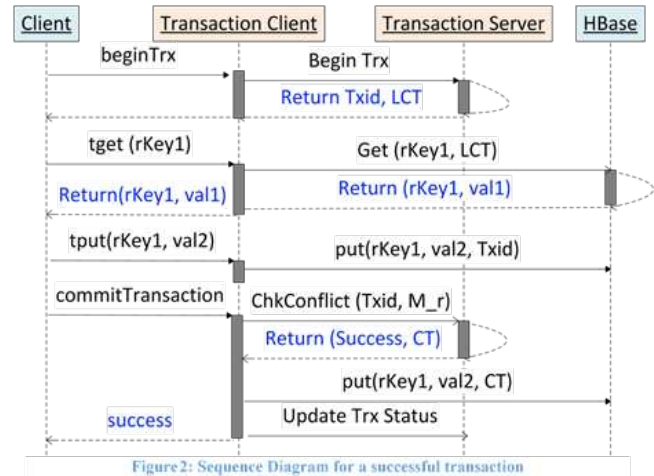 Client Transaction Client Transaction Server HBase
beginTrx Begin Trx
Return Txid, LCT
tget (rKey1) Get (rKey1, LCT)
Return(rKey1, val1) Return (rKey1, val1)
tput(rKey1, val2) put(rKey1, val2, Txid)
commitTransaction ChkConflict (Txid, M_r)
Return (Success, CT)
put(rKey1, val2, CT)
success Update Trx Status
Figure2: Sequence Diagram for a successful transaction